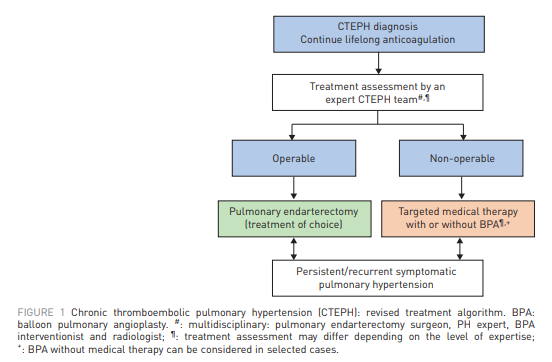 CTEPH diagnosis
Continue lifelong anticoagulation
Treatment assessment by an
expert CTEPH team#,¶
Operable
Non-operable
Pulmonary endarterectomy
(treatment of choice)
Targeted medical therapy
with or without BPA¶,+
Persistent/recurrent symptomatic
pulmonary hypertension
FIGURE 1 Chronic thromboembolic pulmonary hypertension (CTEPH): revised treatment algorithm. BPA:
balloon pulmonary angioplasty. #: multidisciplinary: pulmonary endarterectomy surgeon, PH expert, BPA
interventionist and radiologist; ¶: treatment assessment may differ depending on the level of expertise;
+: BPA without medical therapy can be considered in selected cases.